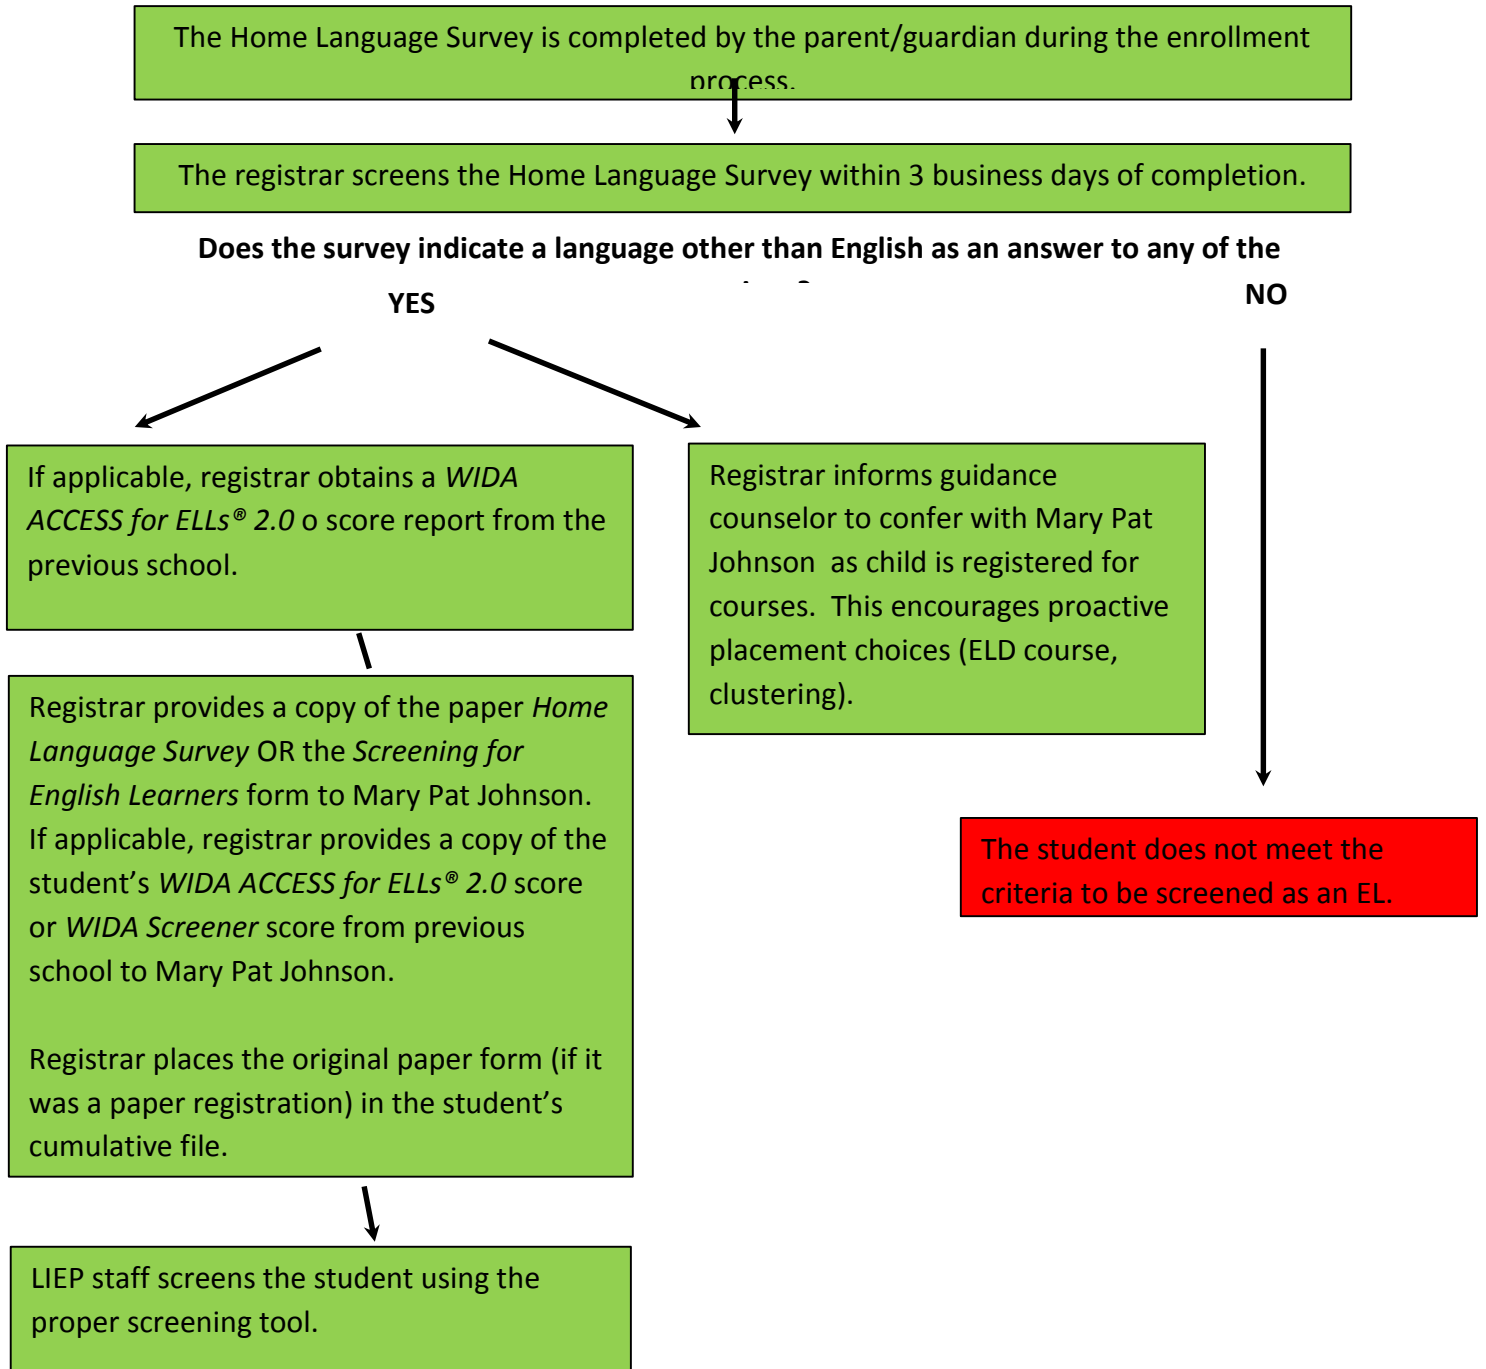 The Home Language Survey is completed by the parent/guardian during the enrollment
process.
The registrar screens the Home Language Survey within 3 business days of completion.
Does the survey indicate a language other than English as an answer to any of the
YES
NO
If applicable, registrar obtains a WIDA
ACCESS for ELLs® 2.0 o score report from the
previous school.
Registrar informs guidance
counselor to confer with Mary Pat
Johnson as child is registered for
courses. This encourages proactive
placement choices (ELD course,
clustering).
Registrar provides a copy of the paper Home
Language Survey OR the Screening for
English Learners form to Mary Pat Johnson.
If applicable, registrar provides a copy of the
student’s WIDA ACCESS for ELLs® 2.0 score
or WIDA Screener score from previous
school to Mary Pat Johnson.
Registrar places the original paper form (if it
was a paper registration) in the student’s
cumulative file.
The student does not meet the
criteria to be screened as an EL.
LIEP staff screens the student using the
proper screening tool.